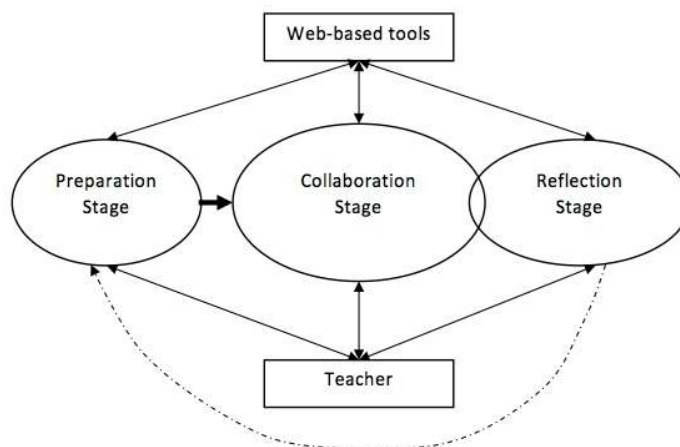 Web-based tools
Preparation
Stage
Collaboration
Stage
Reflection
Stage
Teacher